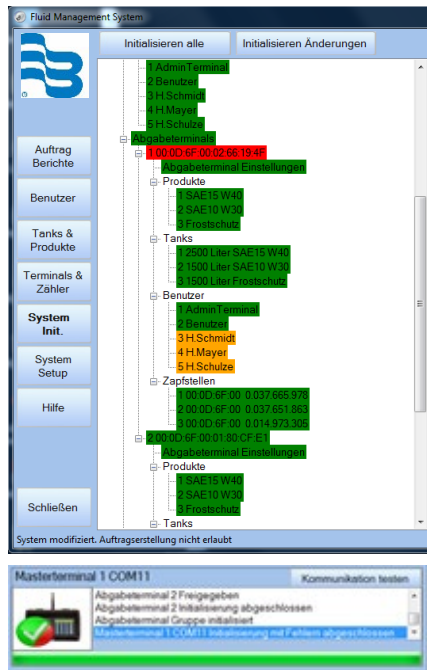 Fluid Management System
Initialisieren alle
Initialisieren Änderungen
1 AdminTerminal
2 Benutzer
3 H.Schmidt
4 H.Mayer
5 H.Schulze
Abgabeterminals
1 00:0D:6F:00:02:66:19:4F
Abgabeterminal Einstellungen
Produkte
1 SAE15 W40
2 SAE10 W30
3 Frostschutz
Tanks
1 2500 Liter SAE15 W40
2 1500 Liter SAE10 W30
3 1500 Liter Frostschutz
Benutzer
1 AdminTerminal
2 Benutzer
3 H.Schmidt
4 H.Mayer
5 H.Schulze
Zapfstellen
1 00:0D:6F:00 0.037.665.978
2 00:0D:6F:00 0.037.651.863
3 00:0D:6F:00 0.014.973.305
2 00:0D:6F:00:01:80:CF:E1
Abgabeterminal Einstellungen
Produkte
1 SAE15 W40
2 SAE10 W30
3 Frostschutz
Tanks
Auftrag
Berichte
Benutzer
Tanks &
Produkte
Terminals &
Zähler
System
Init.
System
Setup
Hilfe
Schließen
System modifiziert. Auftragserstellung nicht erlaubt
Masterterminal 1 COM11
Kommunikation testen
Abgabeterminal 2 Freigegeben
Abgabeterminal 2 Initialisierung abgeschlossen
Abgabeterminal Gruppe initialisiert
Masterterminal 1 COM11 Initialisierung mit Fehlern abgeschlossen